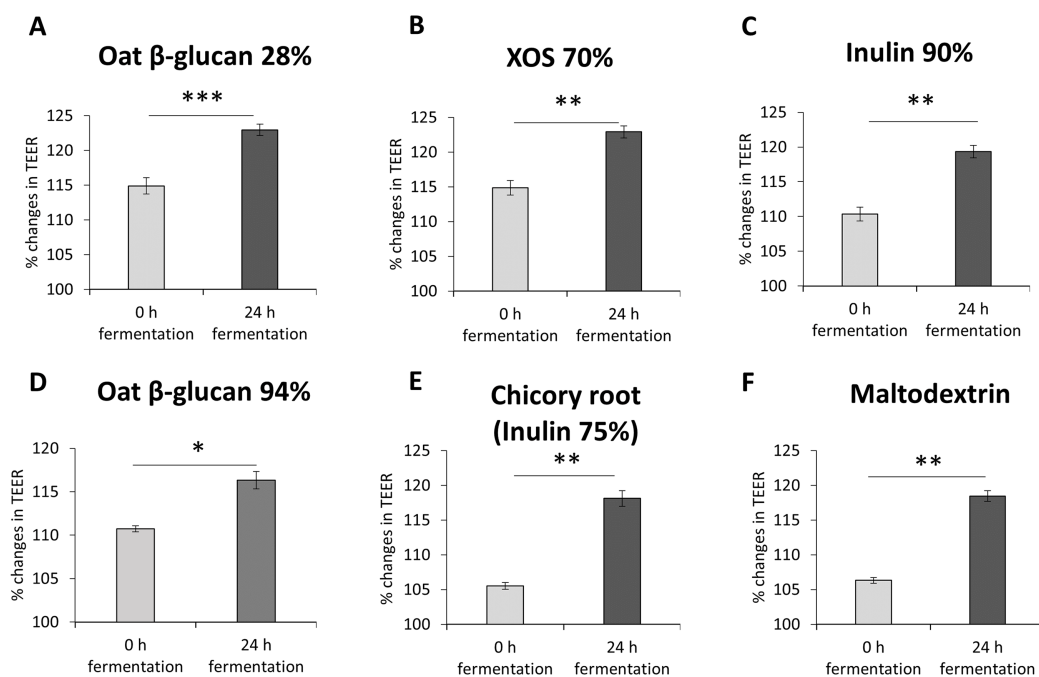 A
Oat β-glucan 28%
***
% changes in TEER
125
120
115
110
105
100
0 h
fermentation
24 h
fermentation
B
XOS 70%
**
% changes in TEER
125
120
115
110
105
100
0 h
fermentation
24 h
fermentation
C
Inulin 90%
**
% changes in TEER
125
120
115
110
105
100
0 h
fermentation
24 h
fermentation
D
Oat β-glucan 94%
*
% changes in TEER
120
115
110
105
100
0 h
fermentation
24 h
fermentation
E
Chicory root
(Inulin 75%)
**
% changes in TEER
125
120
115
110
105
100
0 h
fermentation
24 h
fermentation
F
Maltodextrin
**
% changes in TEER
125
120
115
110
105
100
0 h
fermentation
24 h
fermentation